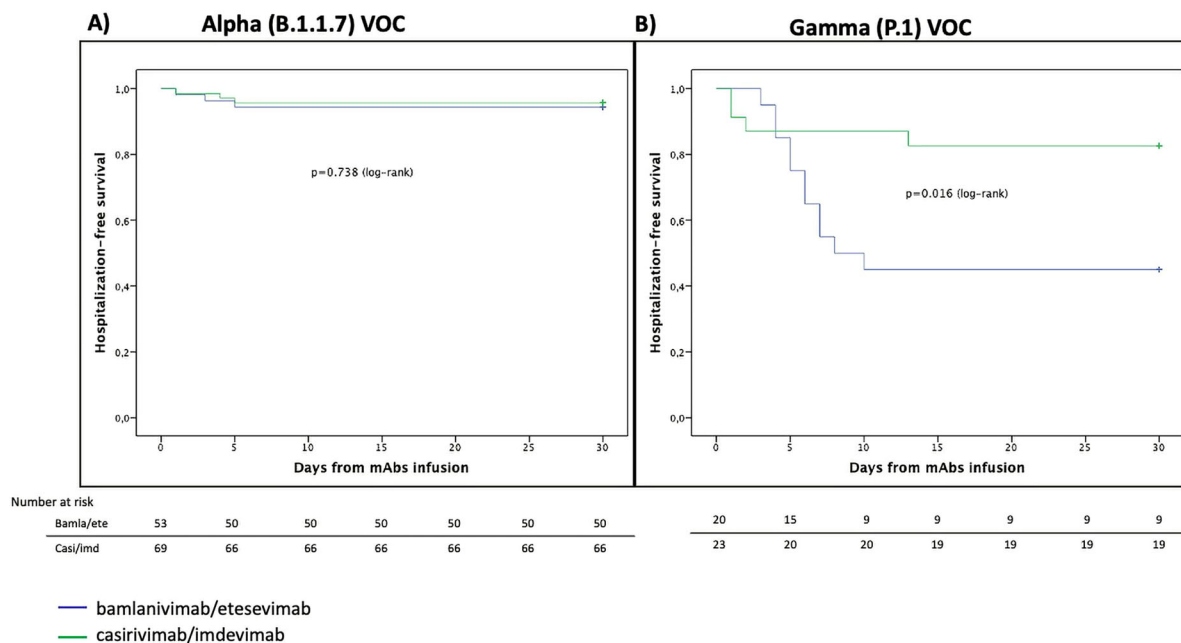 A) Alpha (B.1.1.7) VOC
B) Gamma (P.1) VOC
Hospitalization-free survival
1,0
0,8
0,6
0,4
0,2
0,0
p=0.738 (log-rank)
0 5 10 15 20 25 30
Days from mAbs infusion
Hospitalization-free survival
1,0
0,8
0,6
0,4
0,2
0,0
p=0.016 (log-rank)
0 5 10 15 20 25 30
Days from mAbs infusion
Number at risk
Bamla/ete 53 50 50 50 50 50 50
Casi/imd 69 66 66 66 66 66 66
20 15 9 9 9 9 9
23 20 20 19 19 19 19
bamlanivimab/etesevimab
casirivimab/imdevimab